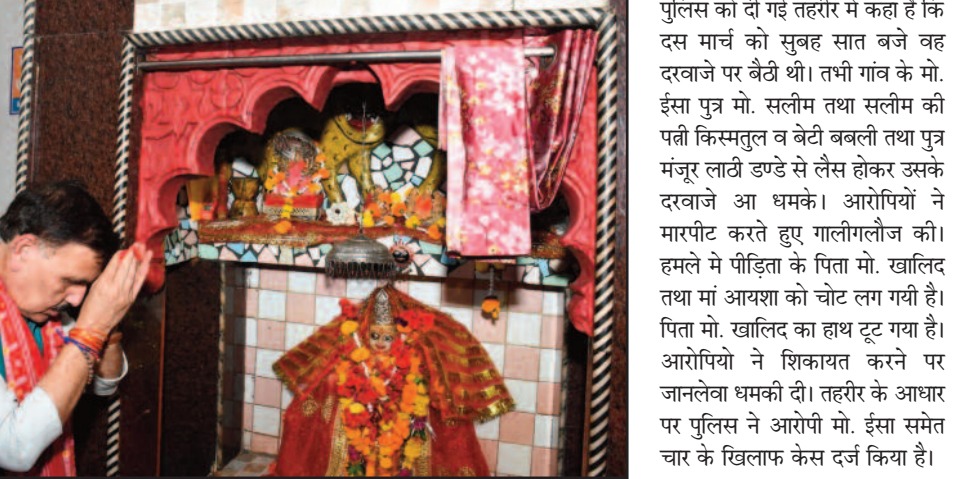 पुलिस को दी गई तहरीर में कहा है कि
दस मार्च को सुबह सात बजे वह
दरवाजे पर बैठी थी। तभी गांव के मो.
ईसा पुत्र मो. सलीम तथा सलीम की
पत्नी किस्मतुल व बेटी बबली तथा पुत्र
मंजूर लाठी डण्डे से लैस होकर उसके
दरवाजे आ धमके। आरोपियों ने
मारपीट करते हुए गालीगलौज की।
हमले मे पीड़िता के पिता मो. खालिद
तथा मां आयशा को चोट लग गयी है।
पिता मो. खालिद का हाथ टूट गया है।
आरोपियो ने शिकायत करने पर
जानलेवा धमकी दी। तहरीर के आधार
पर पुलिस ने आरोपी मो. ईसा समेत
चार के खिलाफ केस दर्ज किया है।